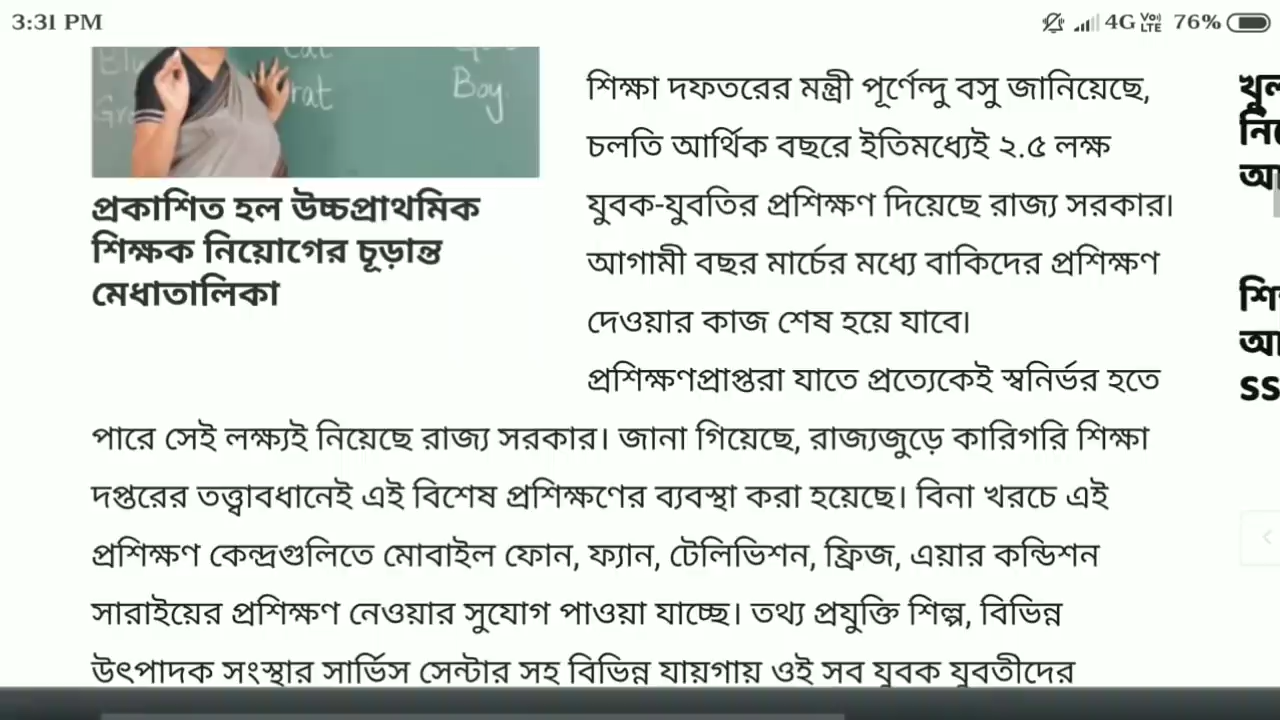 3:31 PM
4G VoLTE 76%
Cat
rat
Boy
প্রকাশিত হল উচ্চপ্রাথমিক
শিক্ষক নিয়োগের চূড়ান্ত
মেধাতালিকা
শিক্ষা দফতরের মন্ত্রী পূর্ণেন্দু বসু জানিয়েছে,
চলতি আর্থিক বছরে ইতিমধ্যেই ২.৫ লক্ষ
যুবক-যুবতির প্রশিক্ষণ দিয়েছে রাজ্য সরকার।
আগামী বছর মার্চের মধ্যে বাকিদের প্রশিক্ষণ
দেওয়ার কাজ শেষ হয়ে যাবে।
প্রশিক্ষণপ্রাপ্তরা যাতে প্রত্যেকেই স্বনির্ভর হতে
পারে সেই লক্ষ্যই নিয়েছে রাজ্য সরকার। জানা গিয়েছে, রাজ্যজুড়ে কারিগরি শিক্ষা
দপ্তরের তত্ত্বাবধানেই এই বিশেষ প্রশিক্ষণের ব্যবস্থা করা হয়েছে। বিনা খরচে এই
প্রশিক্ষণ কেন্দ্রগুলিতে মোবাইল ফোন, ফ্যান, টেলিভিশন, ফ্রিজ, এয়ার কন্ডিশন
সারাইয়ের প্রশিক্ষণ নেওয়ার সুযোগ পাওয়া যাচ্ছে। তথ্য প্রযুক্তি শিল্প, বিভিন্ন
উৎপাদক সংস্থার সার্ভিস সেন্টার সহ বিভিন্ন যায়গায় ওই সব যুবক যুবতীদের